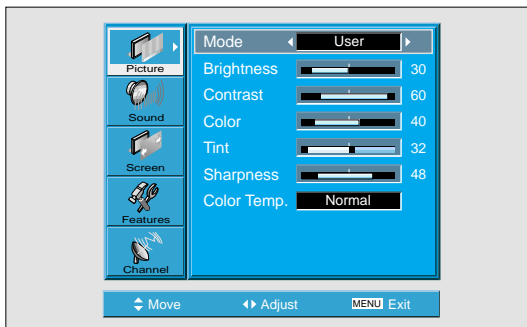 Picture
Sound
Screen
Features
Channel
Mode User
Brightness 30
Contrast 60
Color 40
Tint 32
Sharpness 48
Color Temp. Normal
Move Adjust MENU Exit